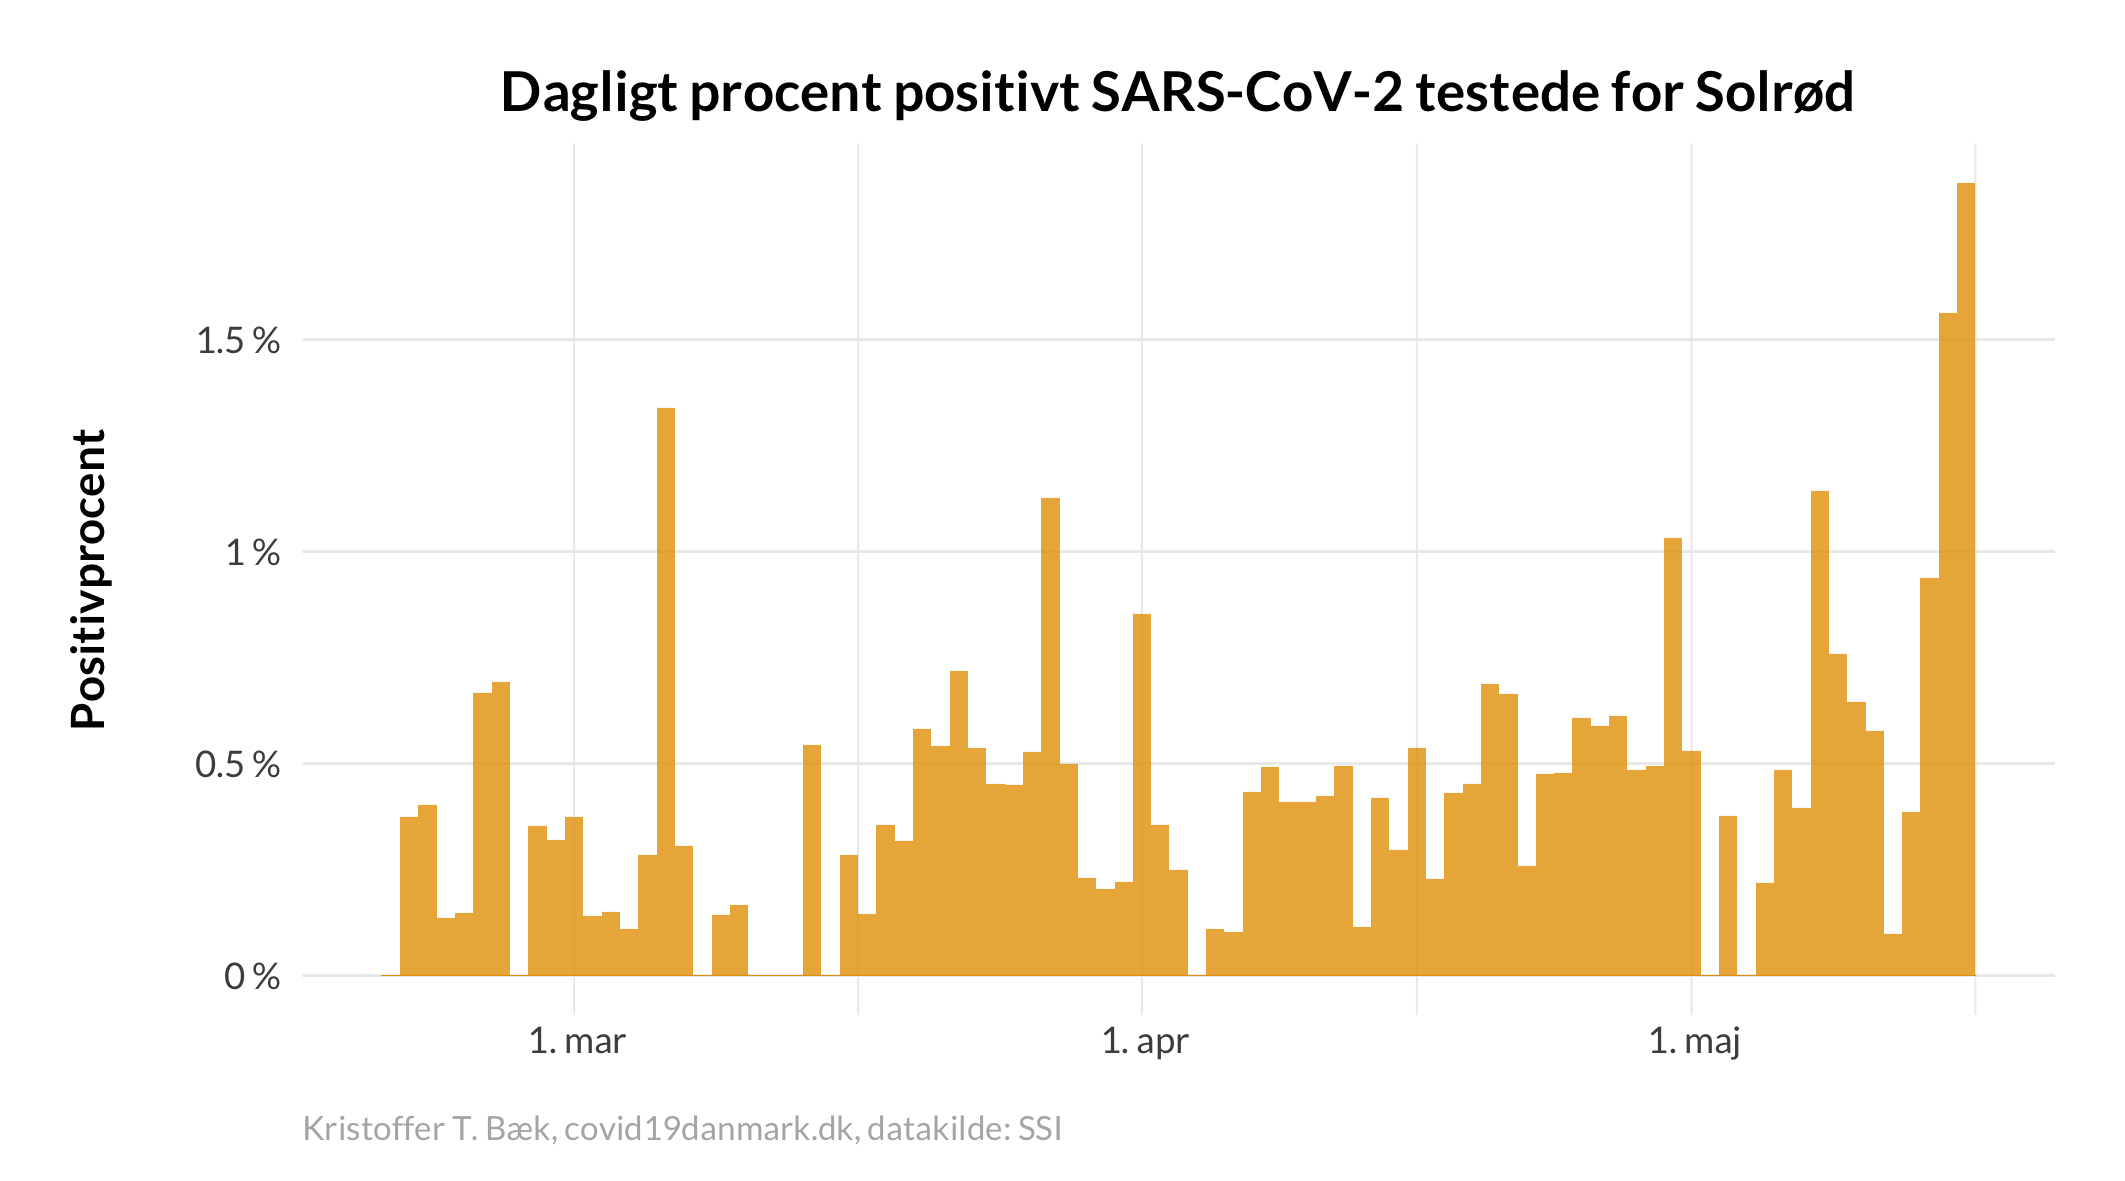 Dagligt procent positivt SARS-CoV-2 testede for Solrød
Positivprocent
1.5 %
1 %
0.5 %
0 %
1. mar
1. apr
1. maj
Kristoffer T. Bæk, covid19danmark.dk, datakilde: SSI